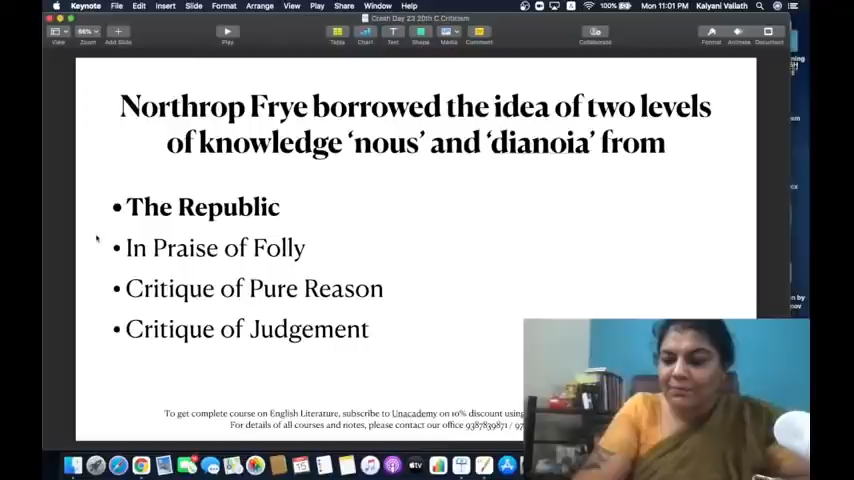 Keynote File Edit Insert Slide Format Arrange View Play Share Window Help 100% Mon 11:01 PM Kalyani Vallath
Crash Day 23 20th C Criticism
66%
View Zoom Add Slide Play Table Chart Text Shape Media Comment Collaborate Format Animate Document
Northrop Frye borrowed the idea of two levels
of knowledge ‘nous’ and ‘dianoia’ from
• The Republic
• In Praise of Folly
• Critique of Pure Reason
• Critique of Judgement
To get complete course on English Literature, subscribe to Unacademy on 10% discount using
For details of all courses and notes, please contact our office 9387839871 / 97
15
tv